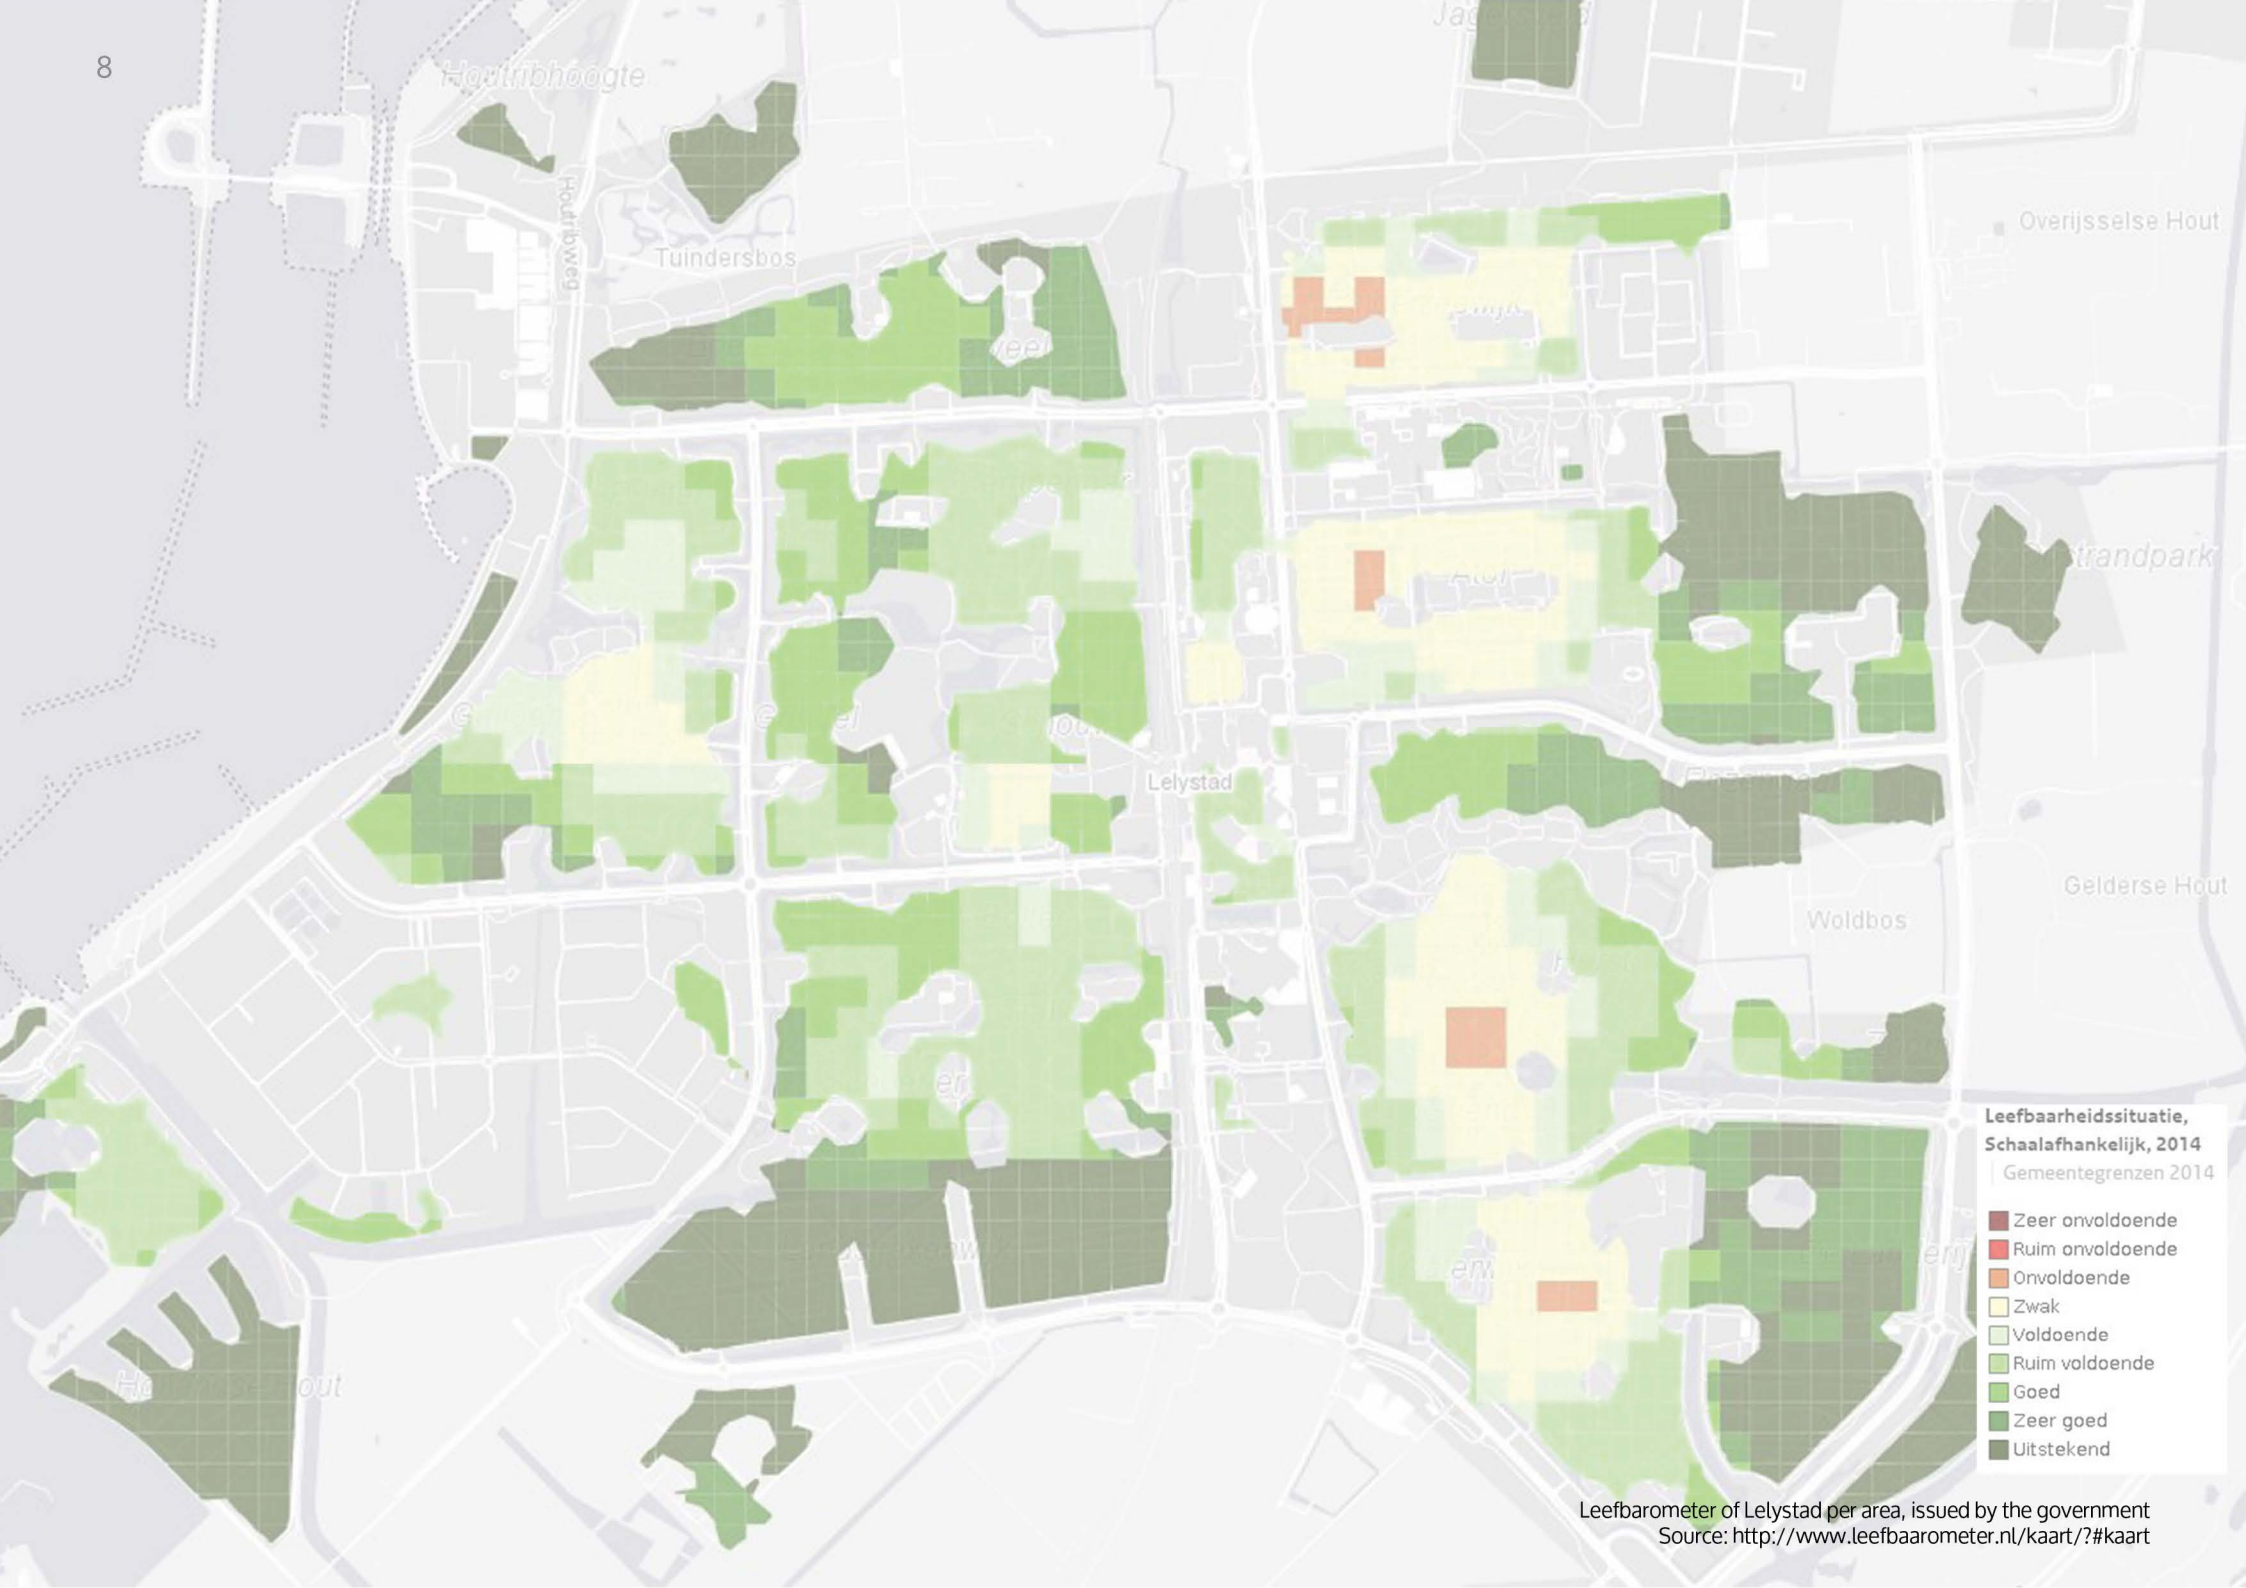 8
Houtribhoogte
Houtribweg
Tuindersbos
Overijsselse Hout
Lelystad
Gelderse Hout
Woldbos
Leefbaarheidssituatie,
Schaalafhankelijk, 2014
Gemeentegrenzen 2014
Zeer onvoldoende
Ruim onvoldoende
Onvoldoende
Zwak
Voldoende
Ruim voldoende
Goed
Zeer goed
Uitstekend
Leefbarometer of Lelystad per area, issued by the government
Source: http://www.leefbaarometer.nl/kaart/?#kaart